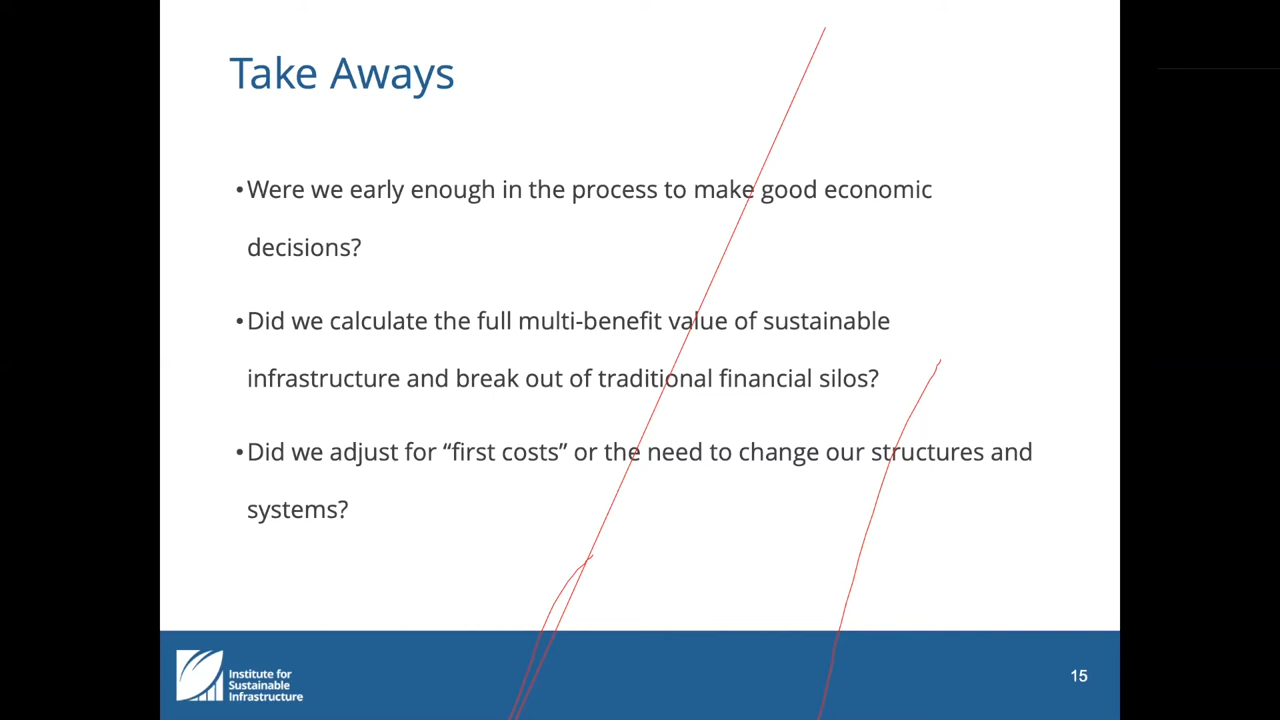 Take Aways
•Were we early enough in the process to make good economic
decisions?
•Did we calculate the full multi-benefit value of sustainable
infrastructure and break out of traditional financial silos?
•Did we adjust for “first costs” or the need to change our structures and
systems?
Institute for
Sustainable
Infrastructure
15